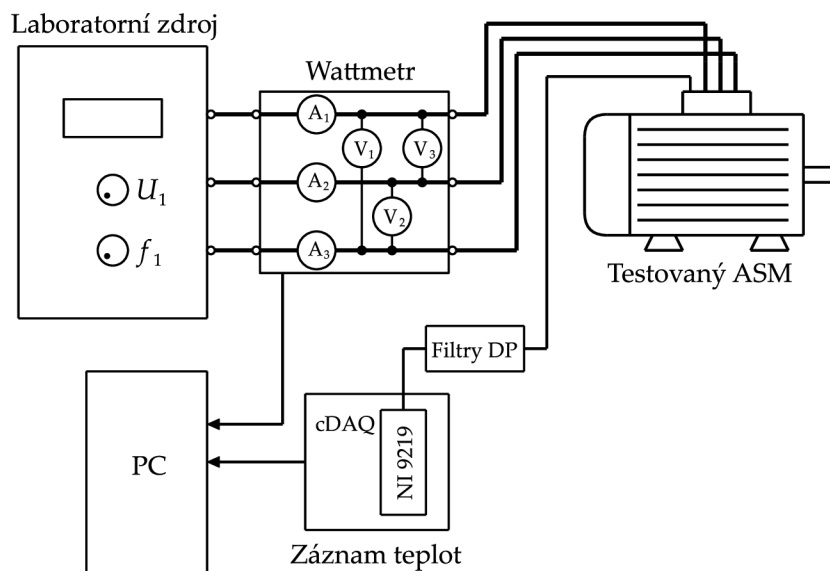 Laboratorní zdroj
Wattmetr
A1
V1
V3
A2
U1
V2
A3
f1
Testovaný ASM
Filtry DP
cDAQ
NI 9219
PC
Záznam teplot